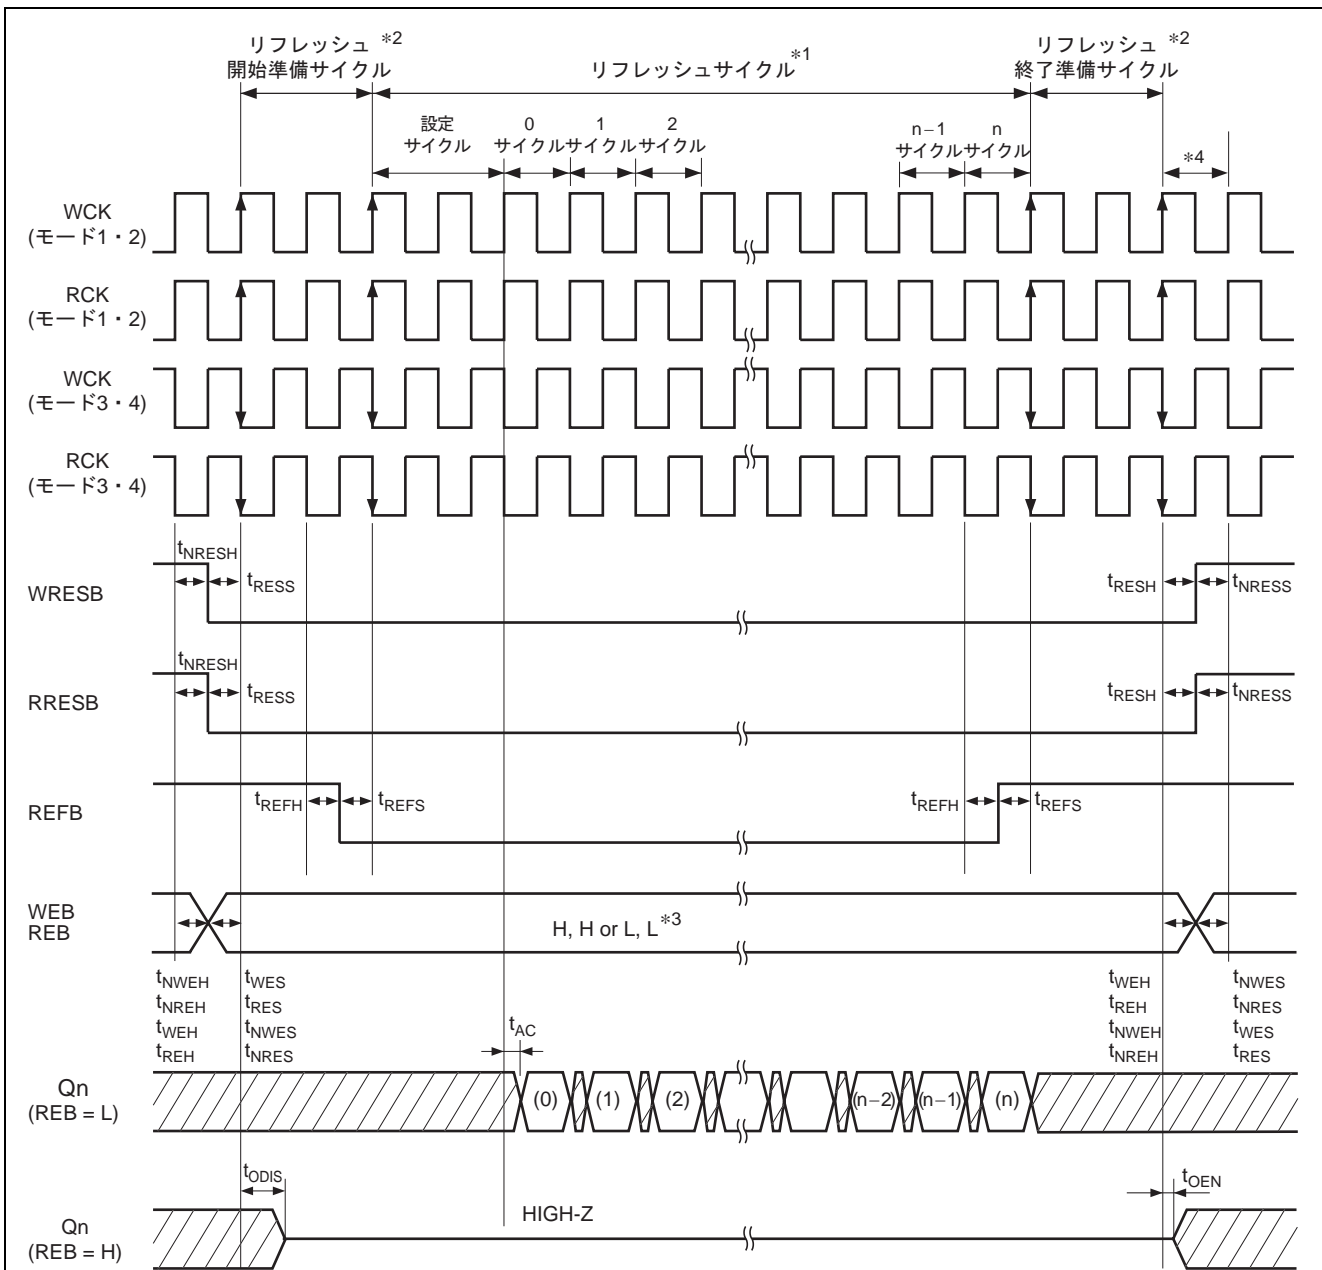 リフレッシュ *2
開始準備サイクル
リフレッシュサイクル*1
リフレッシュ *2
終了準備サイクル
設定
サイクル
0
サイクル
1
サイクル
2
サイクル
n−1
サイクル
n
サイクル
*4
WCK
(モード1・2)
RCK
(モード1・2)
WCK
(モード3・4)
RCK
(モード3・4)
WRESB
tNRESH
tRESS
tRESH
tNRESS
RRESB
tNRESH
tRESS
tRESH
tNRESS
REFB
tREFH
tREFS
tREFH
tREFS
WEB
REB
H, H or L, L*3
tNWEH
tNREH
tWEH
tREH
tWES
tRES
tNWES
tNRES
tWEH
tREH
tNWEH
tNREH
tNWES
tNRES
tWES
tRES
tAC
Qn
(REB = L)
(0)
(1)
(2)
(n−2)
(n−1)
(n)
tODIS
HIGH-Z
tOEN
Qn
(REB = H)